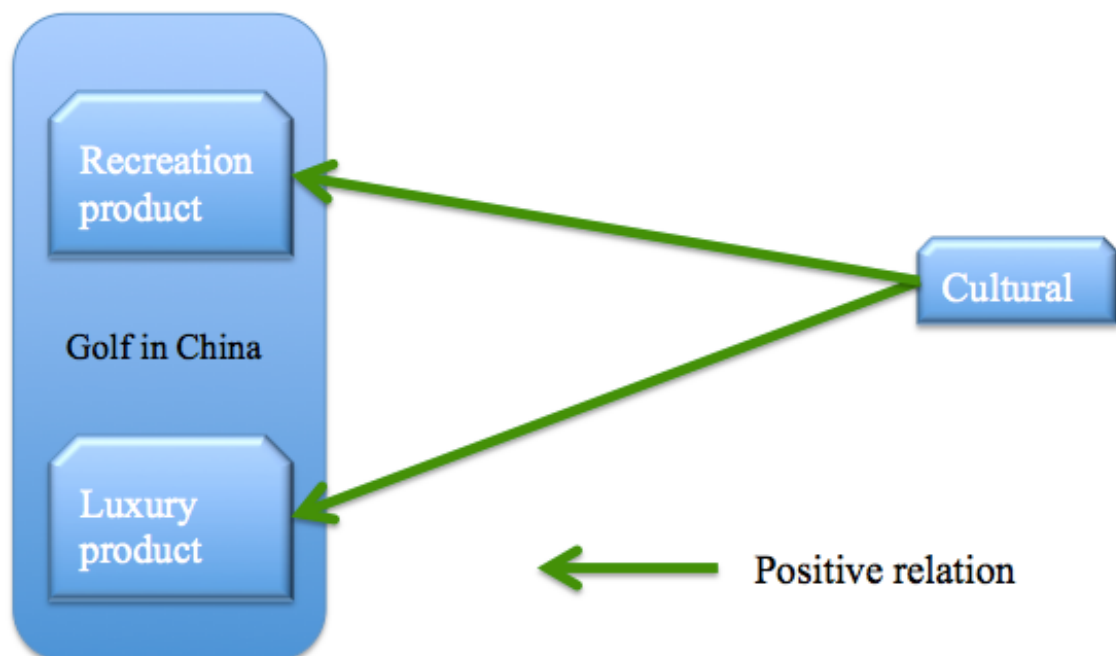 Recreation
product
Cultural
Golf in China
Luxury
product
Positive relation